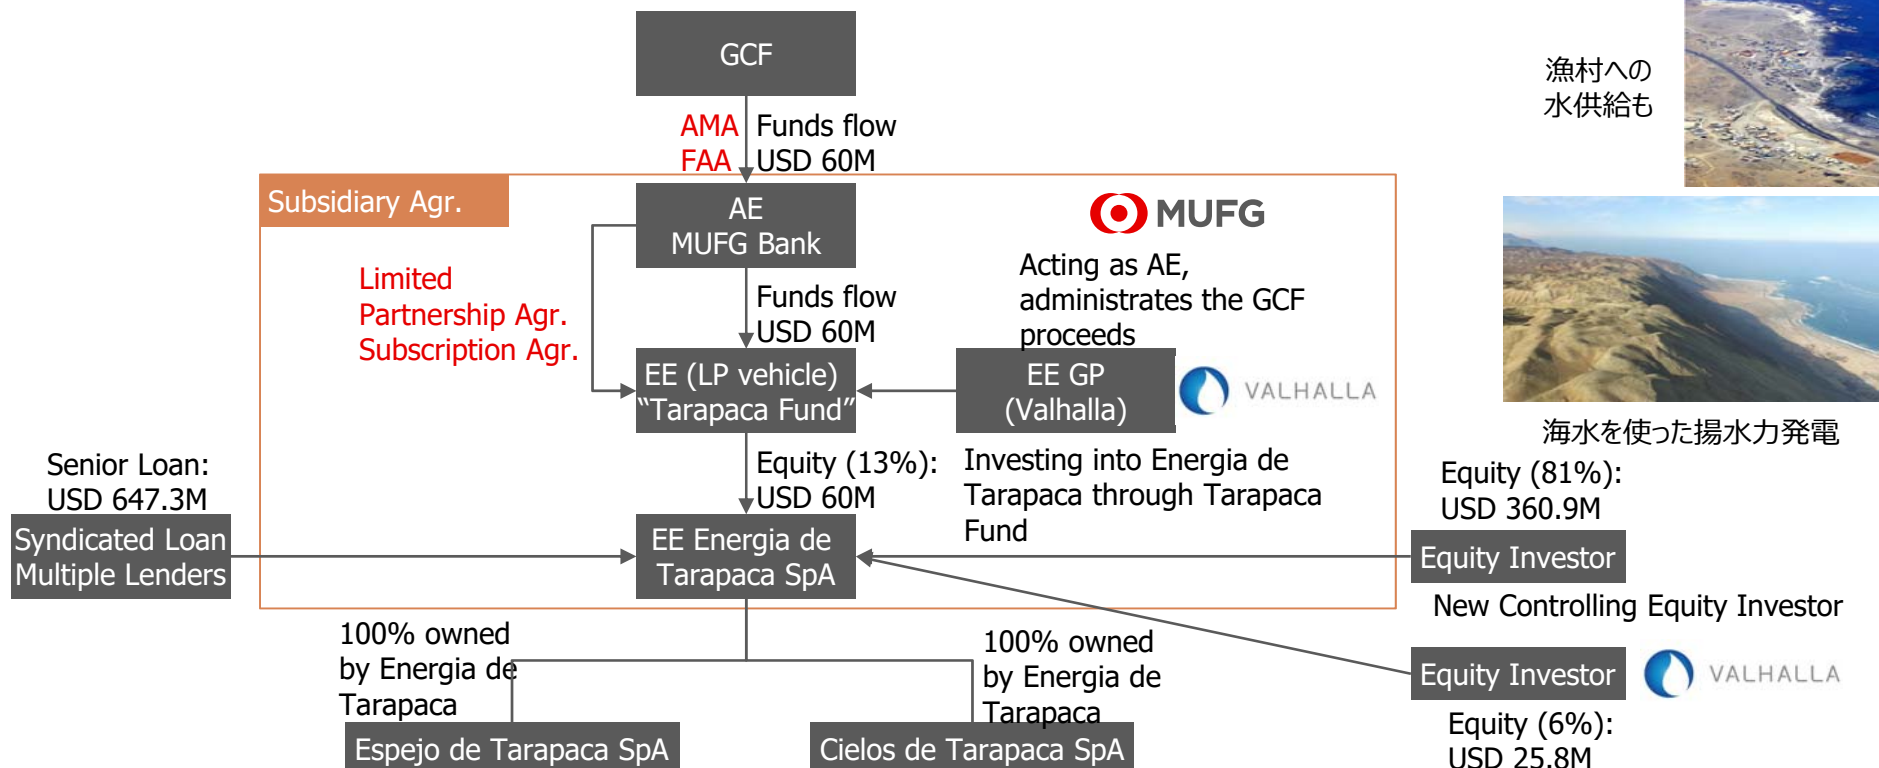 GCF
AMA
FAA
Funds flow
USD 60M
Subsidiary Agr.
AE
MUFG Bank
MUFG
Acting as AE,
administrates the GCF
proceeds
Limited
Partnership Agr.
Subscription Agr.
Funds flow
USD 60M
EE (LP vehicle)
“Tarapaca Fund”
EE GP
(Valhalla)
VALHALLA
Equity (13%):
USD 60M
Investing into Energia de
Tarapaca through Tarapaca
Fund
Senior Loan:
USD 647.3M
Syndicated Loan
Multiple Lenders
EE Energia de
Tarapaca SpA
漁村への
水供給も
海水を使った揚水力発電
Equity (81%):
USD 360.9M
Equity Investor
New Controlling Equity Investor
Equity Investor
VALHALLA
Equity (6%):
USD 25.8M
100% owned
by Energia de
Tarapaca
100% owned
by Energia de
Tarapaca
Espejo de Tarapaca SpA
Cielos de Tarapaca SpA